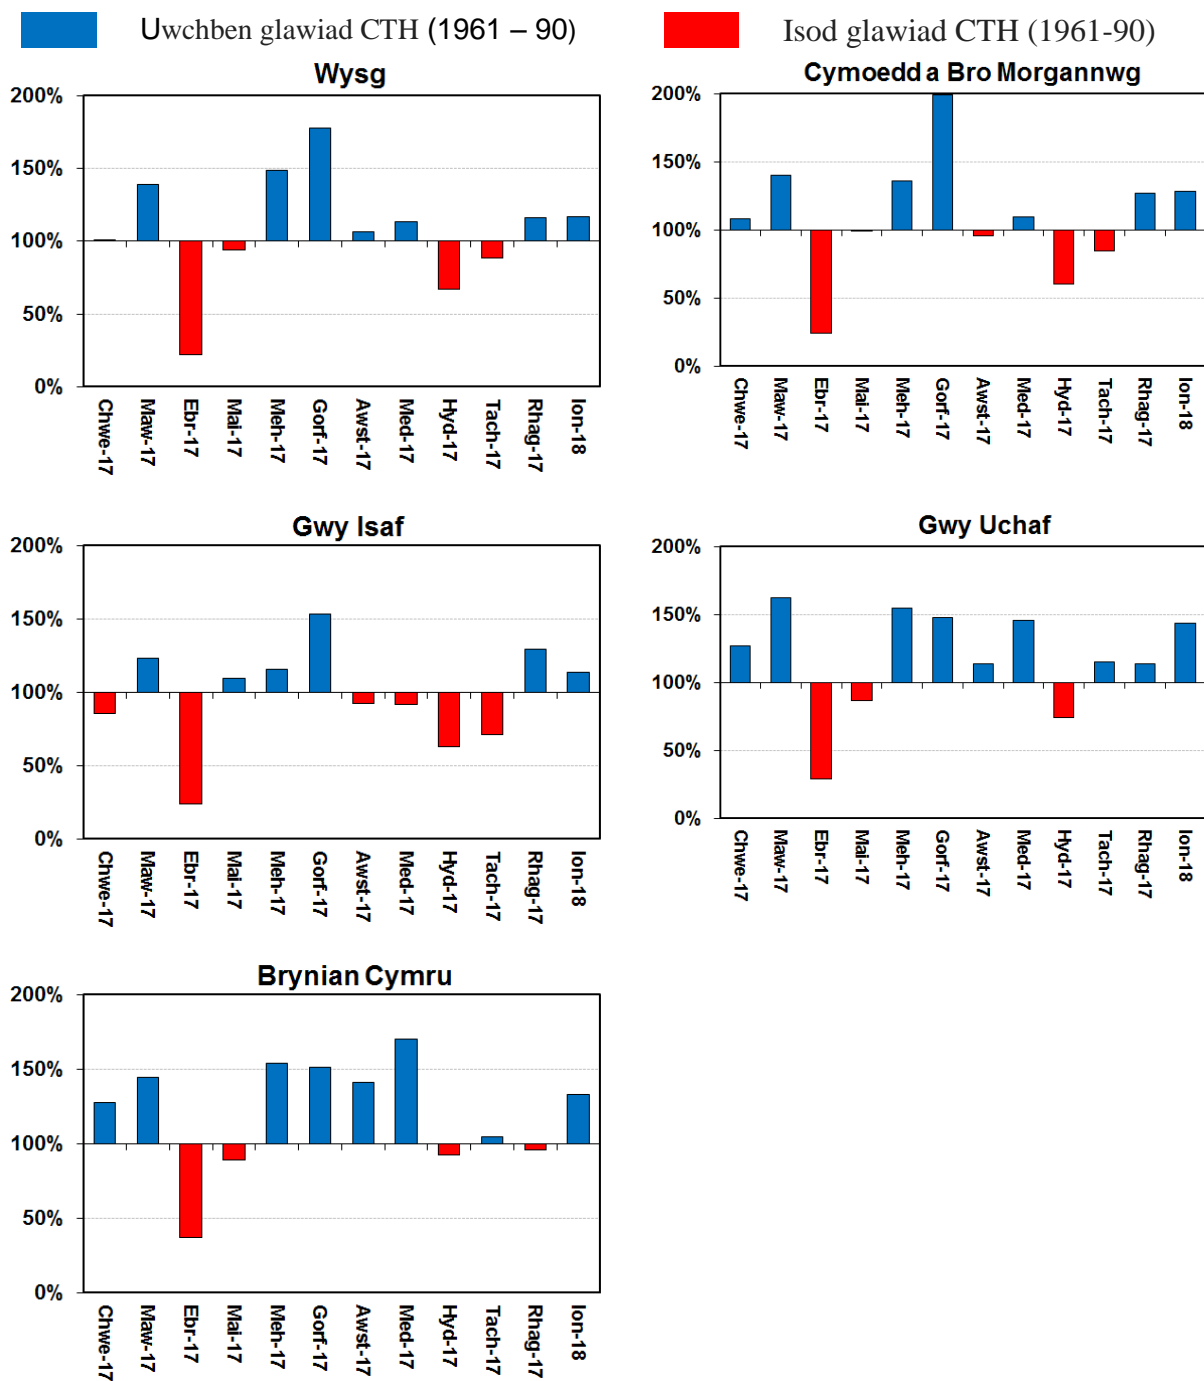 Uwchben glawiad CTH (1961 – 90)
Isod glawiad CTH (1961-90)
Wysg
200%
150%
100%
50%
0%
Chwe-17
Maw-17
Ebr-17
Mai-17
Meh-17
Gorf-17
Awst-17
Med-17
Hyd-17
Tach-17
Rhag-17
Ion-18
Cymoedd a Bro Morgannwg
200%
150%
100%
50%
0%
Chwe-17
Maw-17
Ebr-17
Mai-17
Meh-17
Gorf-17
Awst-17
Med-17
Hyd-17
Tach-17
Rhag-17
Ion-18
Gwy Isaf
200%
150%
100%
50%
0%
Chwe-17
Maw-17
Ebr-17
Mai-17
Meh-17
Gorf-17
Awst-17
Med-17
Hyd-17
Tach-17
Rhag-17
Ion-18
Gwy Uchaf
200%
150%
100%
50%
0%
Chwe-17
Maw-17
Ebr-17
Mai-17
Meh-17
Gorf-17
Awst-17
Med-17
Hyd-17
Tach-17
Rhag-17
Ion-18
Brynian Cymru
200%
150%
100%
50%
0%
Chwe-17
Maw-17
Ebr-17
Mai-17
Meh-17
Gorf-17
Awst-17
Med-17
Hyd-17
Tach-17
Rhag-17
Ion-18